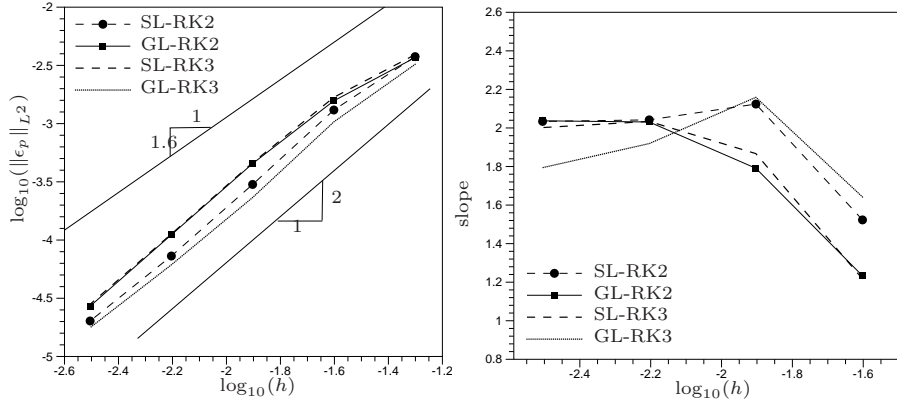 -2
-2.5
-3
-3.5
-4
-4.5
-5
log10(||ϵp||L2)
SL-RK2
GL-RK2
SL-RK3
GL-RK3
1
1.6
2
1
-2.6 -2.4 -2.2 -2 -1.8 -1.6 -1.4 -1.2
log10(h)
2.6
2.4
2.2
2
1.8
1.6
1.4
1.2
1
0.8
slope
SL-RK2
GL-RK2
SL-RK3
GL-RK3
-2.4 -2.2 -2 -1.8 -1.6
log10(h)